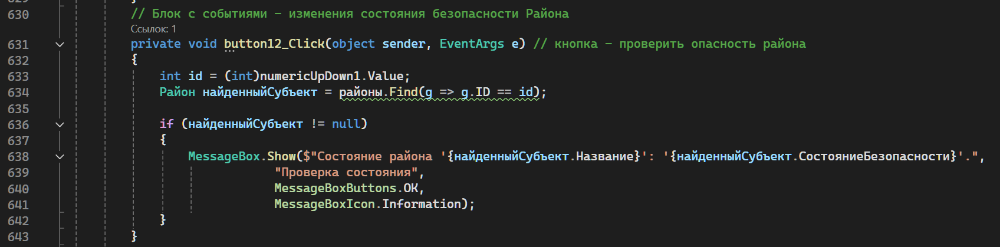 630 // Блок с событиями - изменения состояния безопасности Района
Ссылок: 1
631 private void button12_Click(object sender, EventArgs e) // кнопка - проверить опасность района
632 {
633 int id = (int)numericUpDown1.Value;
634 Район найденныйСубъект = районы.Find(g => g.ID == id);
635
636 if (найденныйСубъект != null)
637 {
638 MessageBox.Show($"Состояние района '{найденныйСубъект.Название}': '{найденныйСубъект.СостояниеБезопасности}'.",
639 "Проверка состояния",
640 MessageBoxButtons.OK,
641 MessageBoxIcon.Information);
642 }
643 }